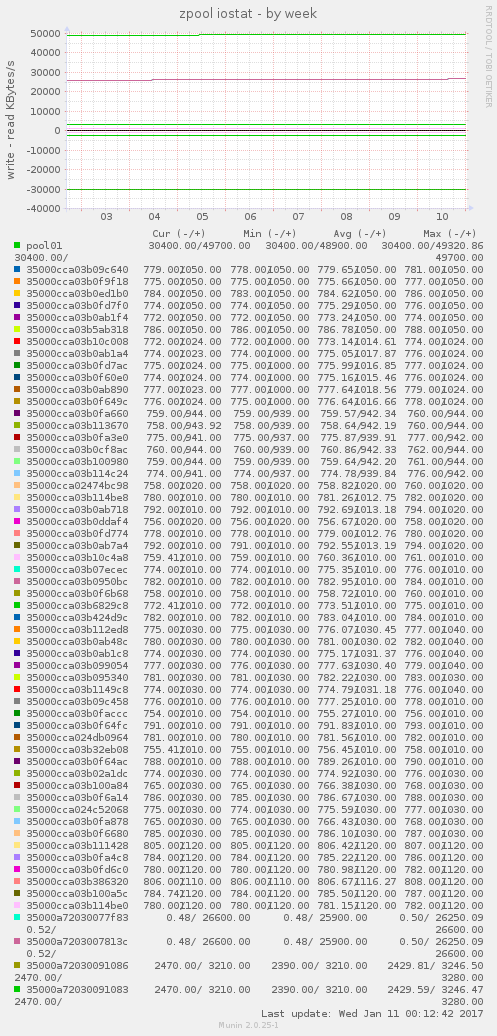 zpool iostat - by week
RRDTOOL / TOBI OETIKER
write - read KBytes/s
50000
40000
30000
20000
10000
0
-10000
-20000
-30000
-40000
03 04 05 06 07 08 09 10
Cur (-/+) Min (-/+) Avg (-/+) Max (-/+)
pool01 30400.00/49700.00 30400.00/48900.00 30400.00/49320.86
30400.00/ 49700.00
35000cca03b09c640 779.00/1050.00 778.00/1050.00 779.65/1050.00 781.00/1050.00
35000cca03b0f9f18 775.00/1050.00 775.00/1050.00 775.66/1050.00 777.00/1050.00
35000cca03b0ed1b0 784.00/1050.00 783.00/1050.00 784.62/1050.00 786.00/1050.00
35000cca03b0fd7f0 774.00/1024.00 775.00/1050.00 775.29/1050.00 774.00/1024.00
35000cca03b0ab1f4 772.00/1050.00 772.00/1050.00 773.24/1050.00 774.00/1050.00
35000cca03b5ab318 786.00/1050.00 786.00/1050.00 786.78/1050.00 788.00/1050.00
35000cca03b10c008 772.00/1024.00 772.00/1000.00 773.14/1014.61 774.00/1024.00
35000cca03b0ab1a4 774.00/1023.00 774.00/1000.00 775.05/1017.87 776.00/1024.00
35000cca03b0fd7ac 775.00/1024.00 775.00/1000.00 775.99/1016.85 777.00/1024.00
35000cca03b0f60e0 774.00/1024.00 774.00/1000.00 775.16/1015.46 776.00/1024.00
35000cca03b0ab890 777.00/1023.00 777.00/1000.00 777.64/1018.56 779.00/1024.00
35000cca03b0f649c 776.00/1024.00 776.00/1000.00 776.64/1016.66 778.00/1024.00
35000cca03b0fa660 759.00/944.00 759.00/939.00 759.57/942.34 760.00/944.00
35000cca03b113670 758.00/943.92 758.00/939.00 758.64/942.19 760.00/944.00
35000cca03b0fa3e0 775.00/941.00 775.00/937.00 775.87/939.91 777.00/942.00
35000cca03b0cf8ac 760.00/944.00 760.00/939.00 760.86/942.33 762.00/944.00
35000cca03b100980 759.00/944.00 759.00/939.00 759.64/942.20 761.00/944.00
35000cca03b114c24 774.00/941.00 774.00/937.00 774.78/939.84 776.00/942.00
35000cca02474bc98 758.00/1020.00 758.00/1020.00 758.82/1020.00 760.00/1020.00
35000cca03b114be8 780.00/1010.00 780.00/1010.00 781.26/1012.75 782.00/1020.00
35000cca03b0ab718 792.00/1010.00 792.00/1010.00 792.69/1013.18 794.00/1020.00
35000cca03b0ddaf4 756.00/1020.00 756.00/1020.00 756.67/1020.00 758.00/1020.00
35000cca03b0fd774 778.00/1010.00 778.00/1010.00 779.00/1012.76 780.00/1020.00
35000cca03b0ab7a4 792.00/1010.00 791.00/1010.00 792.55/1013.19 794.00/1020.00
35000cca03b10c4a8 759.41/1010.00 759.00/1010.00 760.36/1010.00 761.00/1010.00
35000cca03b07ecec 774.00/1010.00 774.00/1010.00 775.35/1010.00 776.00/1010.00
35000cca03b0950bc 782.00/1010.00 782.00/1010.00 782.95/1010.00 784.00/1010.00
35000cca03b0f6b68 758.00/1010.00 758.00/1010.00 758.72/1010.00 760.00/1010.00
35000cca03b6829c8 772.41/1010.00 772.00/1010.00 773.51/1010.00 775.00/1010.00
35000cca03b424d9c 782.00/1010.00 782.00/1010.00 783.04/1010.00 784.00/1010.00
35000cca03b112ed8 775.00/1030.00 775.00/1030.00 776.07/1030.45 777.00/1040.00
35000cca03b0ab48c 780.00/1030.00 780.00/1030.00 781.00/1030.02 782.00/1040.00
35000cca03b0ab1c8 774.00/1030.00 774.00/1030.00 775.17/1031.37 776.00/1040.00
35000cca03b099054 777.00/1030.00 776.00/1030.00 777.63/1030.40 779.00/1040.00
35000cca03b095340 781.00/1030.00 781.00/1030.00 782.22/1030.00 783.00/1030.00
35000cca03b1149c8 774.00/1030.00 774.00/1030.00 774.79/1031.18 776.00/1040.00
35000cca03b09c458 776.00/1010.00 776.00/1010.00 777.25/1010.00 778.00/1010.00
35000cca03b0faccc 754.00/1010.00 754.00/1010.00 755.27/1010.00 756.00/1010.00
35000cca03b0f64fc 791.00/1010.00 791.00/1010.00 791.83/1010.00 793.00/1010.00
35000cca024db0964 781.00/1010.00 780.00/1010.00 781.56/1010.00 782.00/1010.00
35000cca03b32eb08 755.41/1010.00 755.00/1010.00 756.45/1010.00 758.00/1010.00
35000cca03b0f64ac 788.00/1010.00 788.00/1010.00 789.26/1010.00 790.00/1010.00
35000cca03b02a1dc 774.00/1030.00 774.00/1030.00 774.92/1030.00 776.00/1030.00
35000cca03b100a84 765.00/1030.00 765.00/1030.00 766.38/1030.00 768.00/1030.00
35000cca03b0f6a14 786.00/1030.00 786.00/1030.00 786.67/1030.00 788.00/1030.00
35000cca024c52068 775.00/1030.00 774.00/1030.00 775.59/1030.00 777.00/1030.00
35000cca03b0fa878 765.00/1030.00 765.00/1030.00 766.43/1030.00 768.00/1030.00
35000cca03b0f6680 785.00/1030.00 785.00/1030.00 786.10/1030.00 787.00/1030.00
35000cca03b111428 805.00/1120.00 805.00/1120.00 806.42/1120.00 807.00/1120.00
35000cca03b0fa4c8 784.00/1120.00 784.00/1120.00 785.22/1120.00 786.00/1120.00
35000cca03b0fd6c0 780.00/1120.00 780.00/1120.00 780.98/1120.00 782.00/1120.00
35000cca03b386320 806.00/1110.00 806.00/1110.00 806.67/1116.27 808.00/1120.00
35000cca03b100a5c 784.74/1120.00 784.00/1120.00 785.50/1120.00 787.00/1120.00
35000cca03b114be0 780.00/1120.00 780.00/1120.00 781.15/1120.00 782.00/1120.00
35000a72030077f83 0.48/ 26600.00 0.48/ 25900.00 0.50/ 26250.09
0.52/ 26600.00
35000a7203007813c 0.48/ 26600.00 0.48/ 25900.00 0.50/ 26250.09
0.52/ 26600.00
35000a72030091086 2470.00/ 3210.00 2390.00/ 3210.00 2429.81/ 3246.50
2470.00/ 3280.00
35000a72030091083 2470.00/ 3210.00 2390.00/ 3210.00 2429.59/ 3246.47
2470.00/ 3280.00
Last update: Wed Jan 11 00:12:42 2017
Munin 2.0.25-1